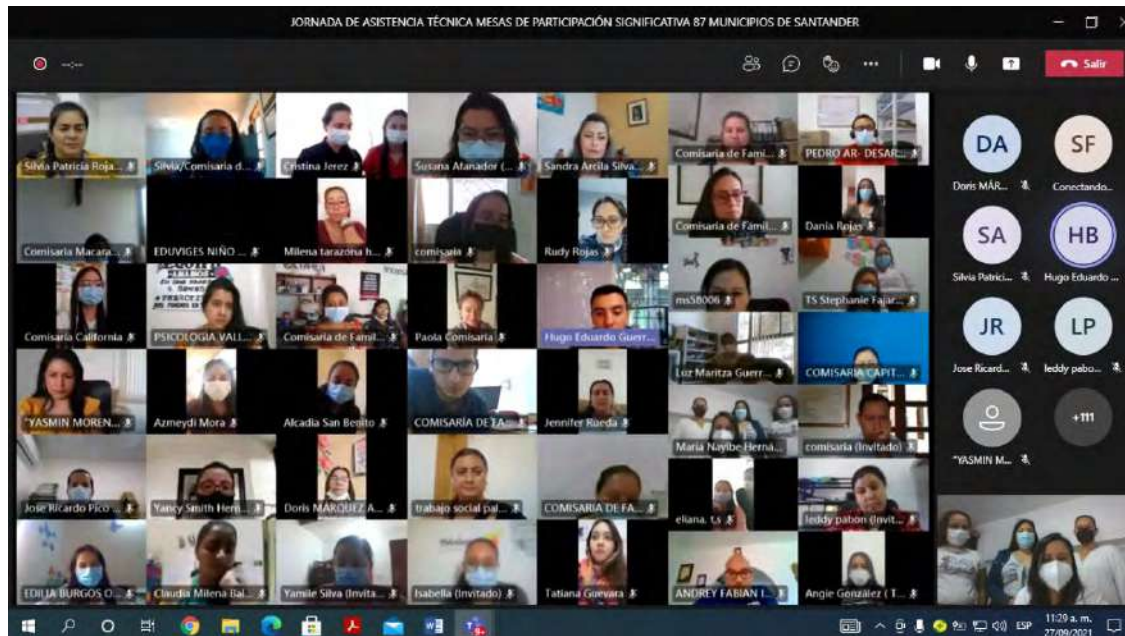 JORNADA DE ASISTENCIA TÉCNICA MESAS DE PARTICIPACIÓN SIGNIFICATIVA 87 MUNICIPIOS DE SANTANDER
Salir
Silvia Patricia Roja...
Silvia/Comisaria d...
Cristina Jerez
Susana Afanador (...
Sandra Arcila Silva...
Comisaria de Fami...
PEDRO AR- DESAR...
Comisaria Macara...
EDUVIGES NIÑO ...
Milena tarazona h...
comisaria
Rudy Rojas
Comisaria de Famil...
Dania Rojas
Comisaria California
PSICOLOGIA VALL...
Comisaria de Famil...
Paola Comisaria
Hugo Eduardo Guerr...
ms58006
TS Stephanie Fajar...
Luz Maritza Guerr...
COMISARIA CAPIT...
"YASMIN MOREN...
Azmeydi Mora
Alcadia San Benito
COMISARÍA DE FA...
Jennifer Rueda
Maria Nayibe Herná...
comisaria (Invitado)
Jose Ricardo Pico
Yancy Smith Hern...
Doris MÁRQUEZ A...
trabajo social pal...
COMISARIA DE FA...
eliana. t.s
leddy pabon (Invit...
EDILIA BURGOS O...
Claudia Milena Bal...
Yamile Silva (Invita...
Isabella (Invitado)
Tatiana Guevara
ANDREY FABIAN I...
Angie González ( T...
DA
SF
Doris MÁR...
Conectando...
SA
HB
Silvia Patrici...
Hugo Eduardo ...
JR
LP
Jose Ricard...
leddy pabo...
+111
"YASMIN M...
ESP
11:29 a. m.
27/09/2021